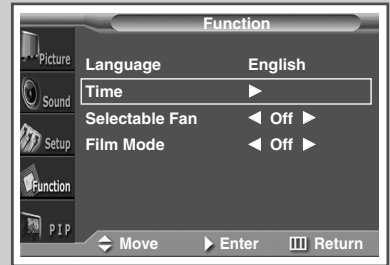 Function
Picture
Sound
Setup
Function
PIP
Language English
Time
Selectable Fan Off
Film Mode Off
Move Enter Return